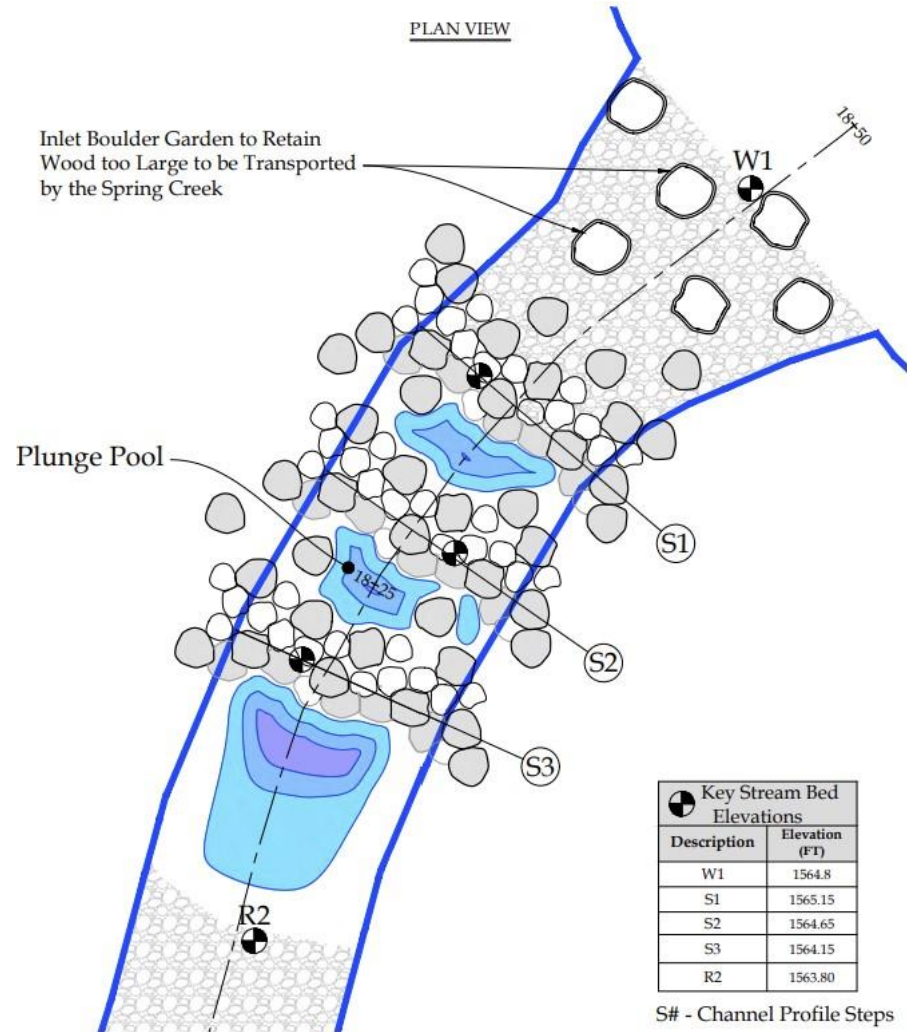 PLAN VIEW
Inlet Boulder Garden to Retain
Wood too Large to be Transported
by the Spring Creek
18+50
W1
Plunge Pool
S1
18+25
S2
S3
R2
Key Stream Bed
Elevations
Description Elevation
(FT)
W1 1564.8
S1 1565.15
S2 1564.65
S3 1564.15
R2 1563.80
S# - Channel Profile Steps